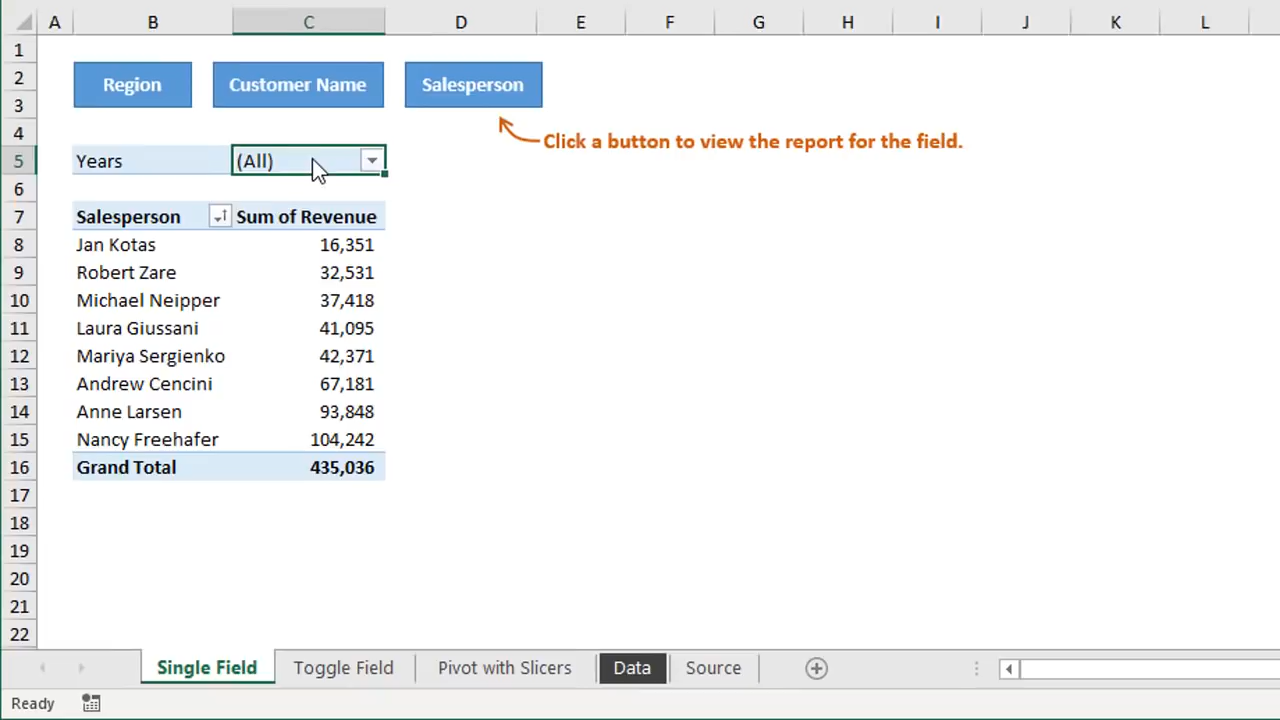 A B C D E F G H I J K L
1
2 Region Customer Name Salesperson
3
4 Click a button to view the report for the field.
5 Years (All)
6
7 Salesperson Sum of Revenue
8 Jan Kotas 16,351
9 Robert Zare 32,531
10 Michael Neipper 37,418
11 Laura Giussani 41,095
12 Mariya Sergienko 42,371
13 Andrew Cencini 67,181
14 Anne Larsen 93,848
15 Nancy Freehafer 104,242
16 Grand Total 435,036
17
18
19
20
21
22
Single Field Toggle Field Pivot with Slicers Data Source
Ready